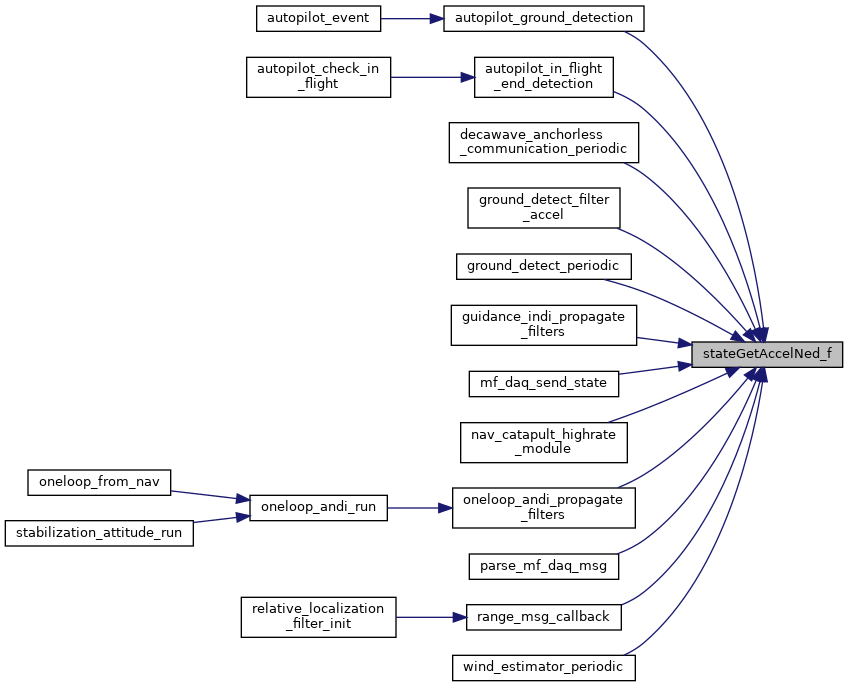 autopilot_event
autopilot_ground_detection
autopilot_check_in
_flight
autopilot_in_flight
_end_detection
decawave_anchorless
_communication_periodic
ground_detect_filter
_accel
ground_detect_periodic
guidance_indi_propagate
_filters
stateGetAccelNed_f
mf_daq_send_state
nav_catapult_highrate
_module
oneloop_from_nav
stabilization_attitude_run
oneloop_andi_run
oneloop_andi_propagate
_filters
parse_mf_daq_msg
relative_localization
_filter_init
range_msg_callback
wind_estimator_periodic